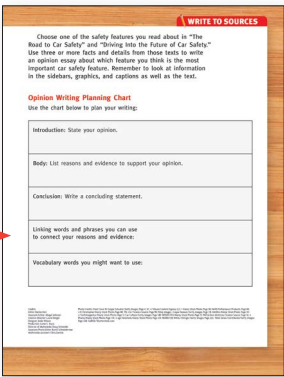 WRITE TO SOURCES
Choose one of the safety features you read about in "The
Road to Car Safety" and "Driving Into the Future of Car Safety."
Use three or more facts and details from those texts to write
an opinion essay about which feature you think is the most
important car safety feature. Remember to look at information
in the sidebars, graphics, and captions as well as the text.
Opinion Writing Planning Chart
Use the chart below to plan your writing:
Introduction: State your opinion.
Body: List reasons and evidence to support your opinion.
Conclusion: Write a concluding statement.
Linking words and phrases you can use
to connect your reasons and evidence:
Vocabulary words you might want to use: